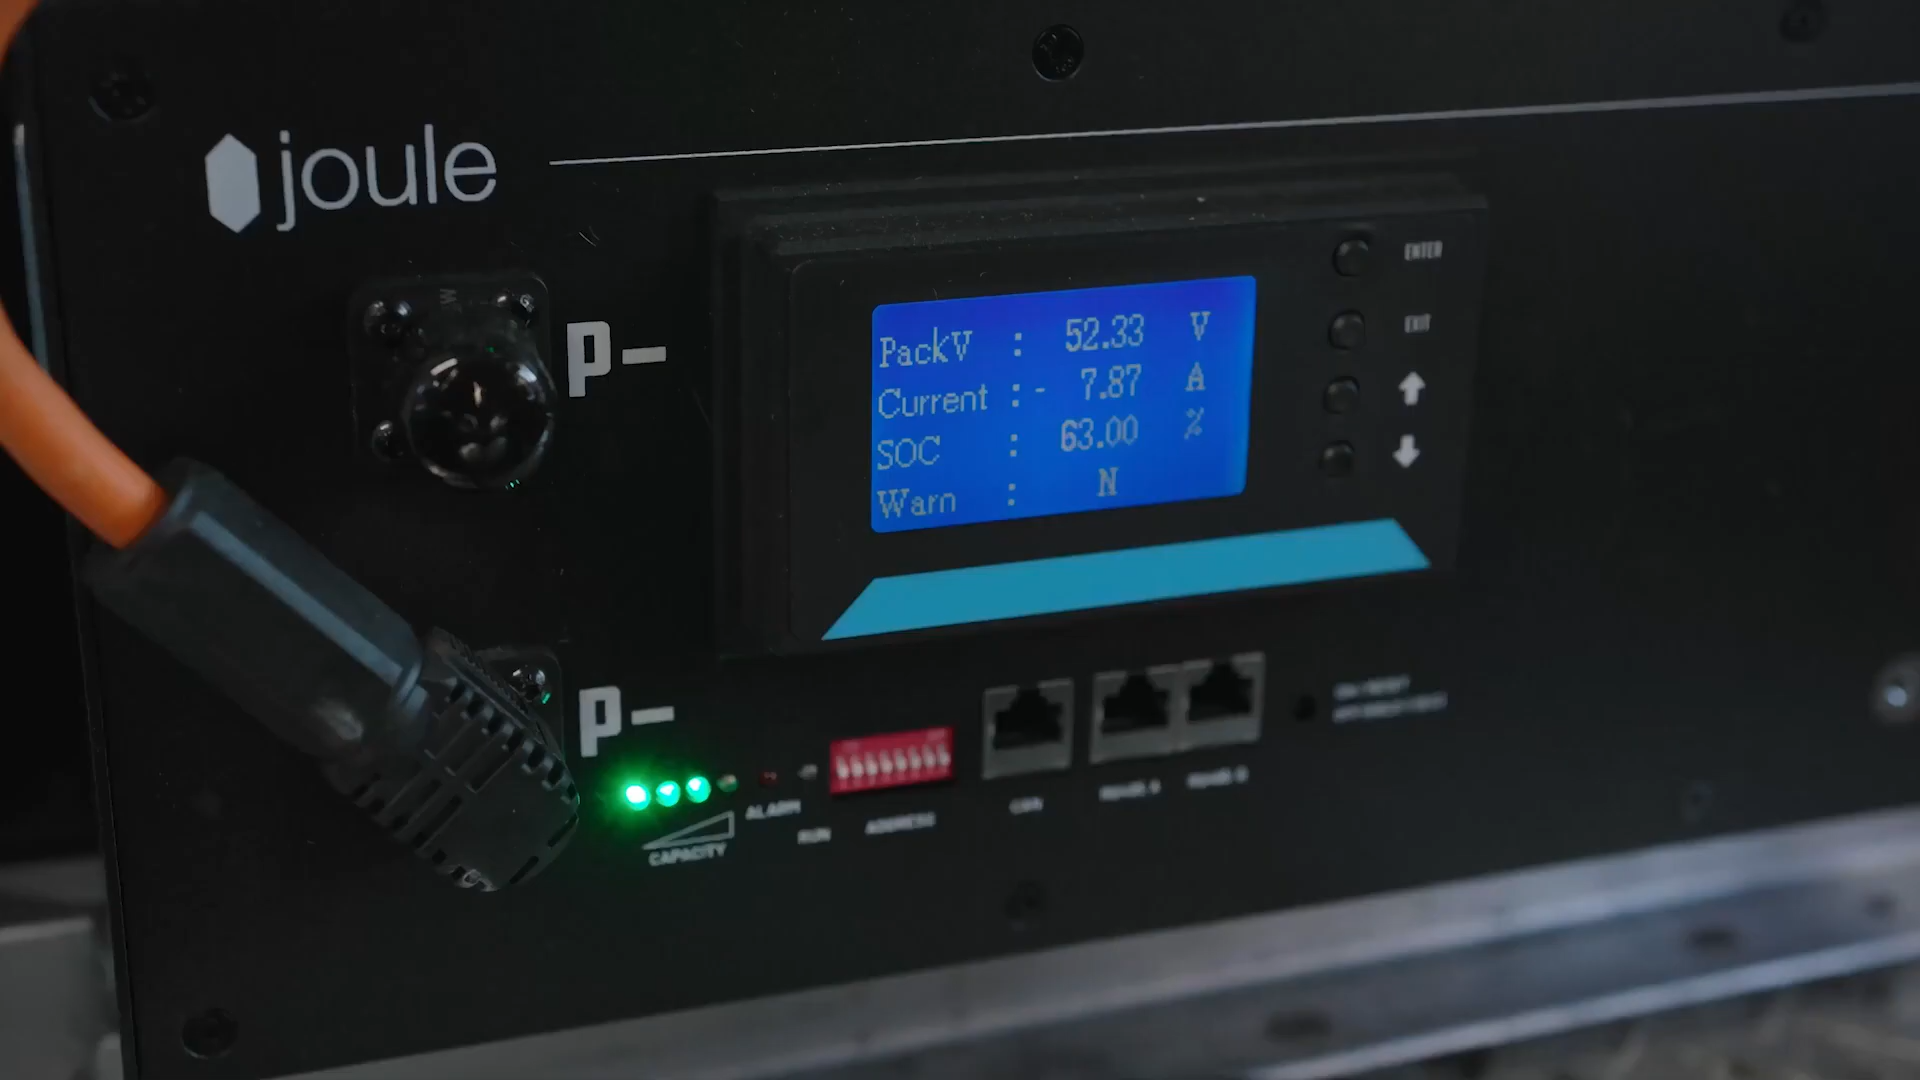 joule
P-
PackV : 52.33 V
Current : - 7.87 A
SOC : 63.00 %
Warn : N
ENTER
EXIT
P-
CAPACITY
ALARM
RUN
ADDRESS
CAN